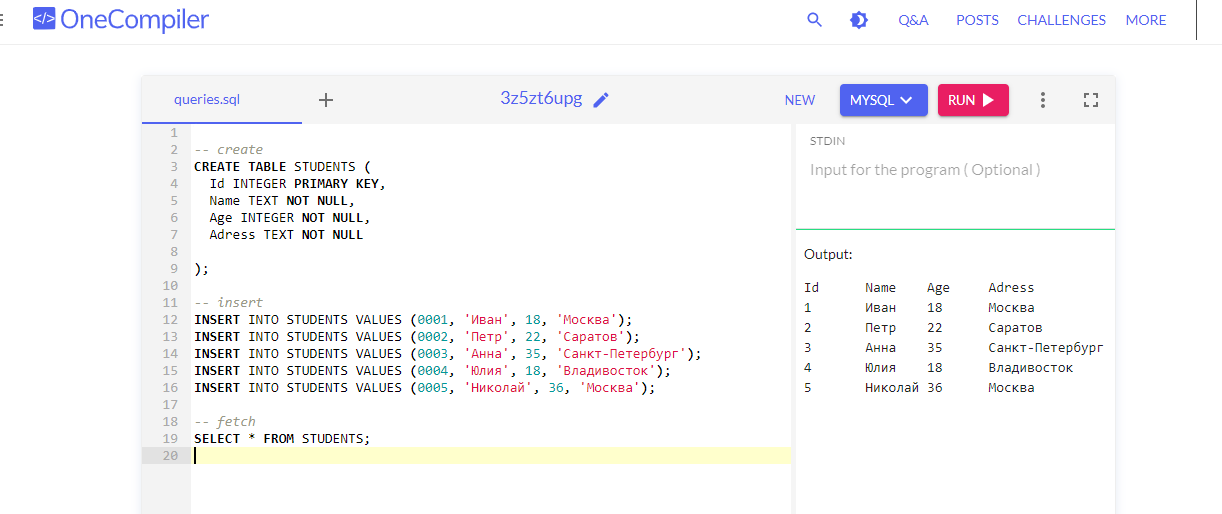 </> OneCompiler
Q&A POSTS CHALLENGES MORE
queries.sql + 3z5zt6upg NEW MYSQL RUN
1
2 -- create
3 CREATE TABLE STUDENTS (
4 Id INTEGER PRIMARY KEY,
5 Name TEXT NOT NULL,
6 Age INTEGER NOT NULL,
7 Adress TEXT NOT NULL
8
9 );
10
11 -- insert
12 INSERT INTO STUDENTS VALUES (0001, 'Иван', 18, 'Москва');
13 INSERT INTO STUDENTS VALUES (0002, 'Петр', 22, 'Саратов');
14 INSERT INTO STUDENTS VALUES (0003, 'Анна', 35, 'Санкт-Петербург');
15 INSERT INTO STUDENTS VALUES (0004, 'Юлия', 18, 'Владивосток');
16 INSERT INTO STUDENTS VALUES (0005, 'Николай', 36, 'Москва');
17
18 -- fetch
19 SELECT * FROM STUDENTS;
20
STDIN
Input for the program ( Optional )
Output:
Id Name Age Adress
1 Иван 18 Москва
2 Петр 22 Саратов
3 Анна 35 Санкт-Петербург
4 Юлия 18 Владивосток
5 Николай 36 Москва